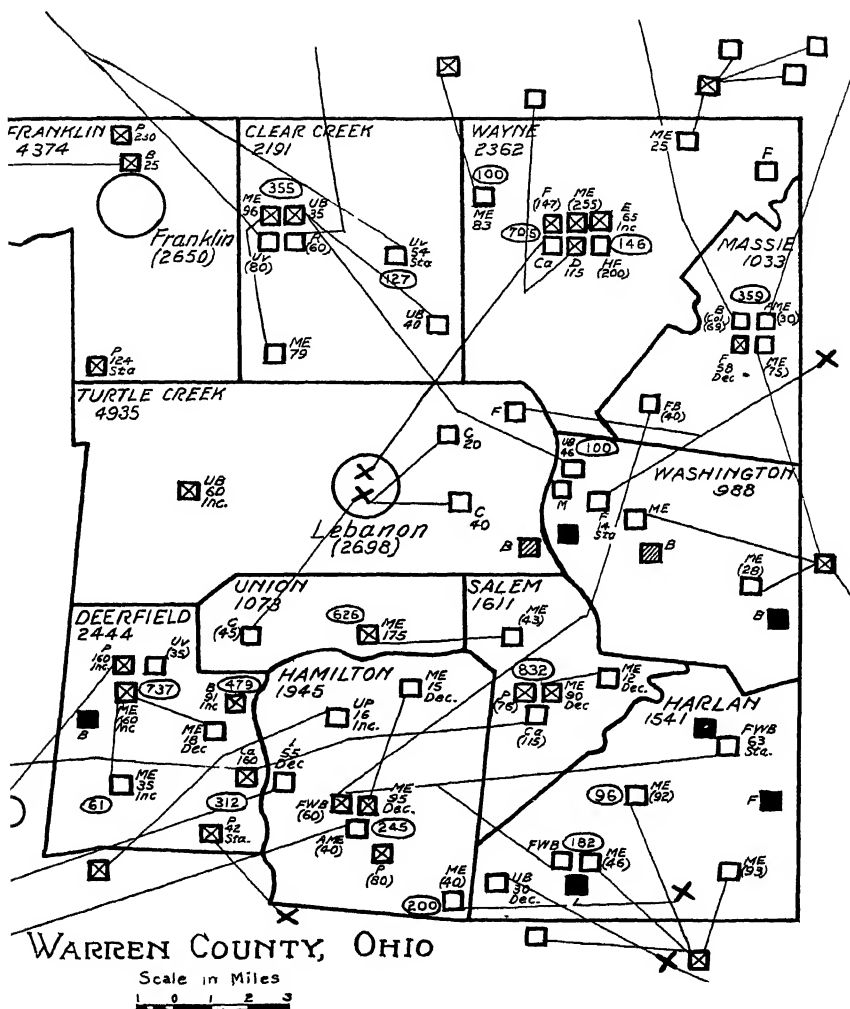 FRANKLIN
4374
P
230
B
25
Franklin
(2650)
P
124
Sta
CLEAR CREEK
2191
355
ME
96
UB
35
Uv
(80)
(60)
Uv
54
Sta
127
UB
40
ME
79
WAYNE
2362
100
ME
83
F
(147)
ME
(255)
E
65
Inc
705
146
Ca
D
115
HF
(200)
ME
25
F
MASSIE
1033
359
B
Col
(69)
AME
(30)
F
58
Dec.
ME
(75)
FB
(40)
TURTLE CREEK
4935
F
C
20
UB
60
Inc.
Lebanon
(2698)
C
40
B
UB
46
100
WASHINGTON
988
M
F
14
Sta
ME
B
ME
(28)
B
UNION
1073
C
(45)
626
ME
175
SALEM
1611
ME
(43)
832
ME
12
Dec.
P
(76)
ME
90
Dec
Ca
(115)
DEERFIELD
2444
P
160
Inc.
Uv
(35)
737
ME
160
Inc
B
ME
18
Dec
479
B
91
Inc
La
160
ME
35
Inc
61
312
P
42
Sta.
HAMILTON
1945
UP
16
Inc.
ME
15
Dec.
L
55
Dec
FWB
(60)
ME
95
Dec.
AME
(40)
245
P
(80)
ME
(40)
200
HARLAN
1541
FWB
63
Sta.
96
ME
(92)
F
FWB
182
ME
(46)
UB
30
Dec.
L
ME
(93)
WARREN COUNTY, OHIO
Scale in Miles
1 0 1 2 3